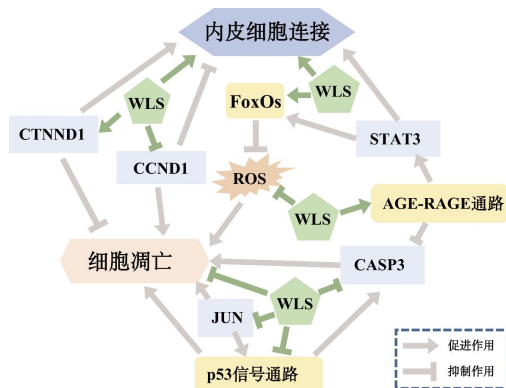 内皮细胞连接
WLS
WLS
FoxOs
CTNND1
STAT3
CCND1
ROS
AGE-RAGE通路
WLS
细胞凋亡
CASP3
WLS
JUN
p53信号通路
促进作用
抑制作用